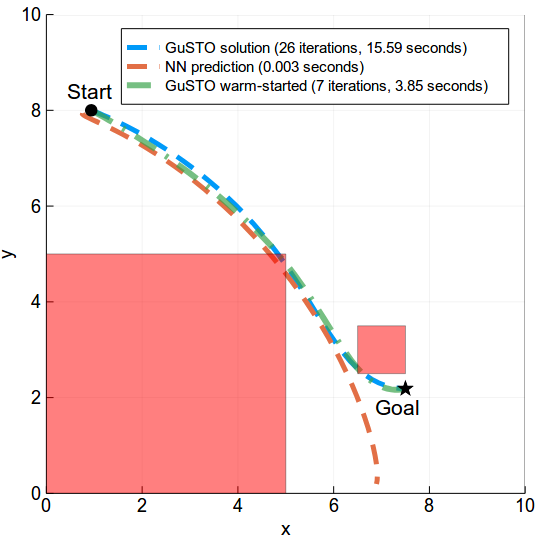 10
GuSTO solution (26 iterations, 15.59 seconds)
NN prediction (0.003 seconds)
GuSTO warm-started (7 iterations, 3.85 seconds)
Start
8
6
y
4
2
Goal
0
0 2 4 6 8 10
x